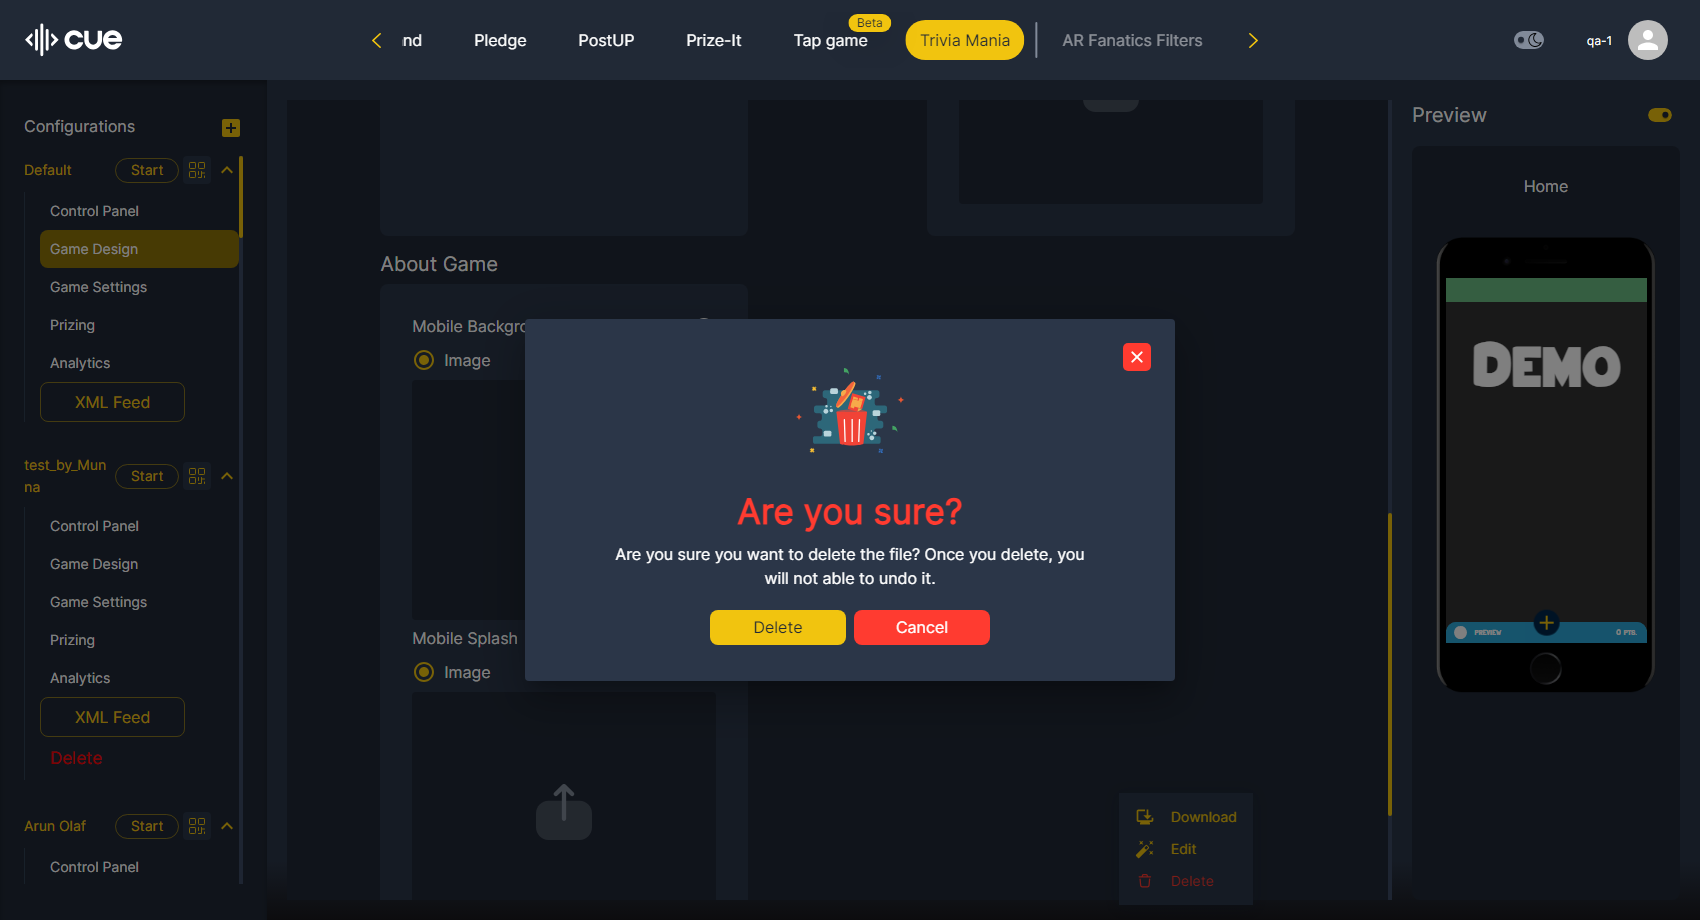 cue
nd
Pledge
PostUP
Prize-It
Tap game
Beta
Trivia Mania
AR Fanatics Filters
qa-1
Configurations
Default
Start
Control Panel
Game Design
Game Settings
Prizing
Analytics
XML Feed
test_by_Mun
na
Start
Control Panel
Game Design
Game Settings
Prizing
Analytics
XML Feed
Delete
Arun Olaf
Start
Control Panel
About Game
Mobile Backgro
Image
Mobile Splash
Image
Are you sure?
Are you sure you want to delete the file? Once you delete, you
will not able to undo it.
Delete
Cancel
Download
Edit
Delete
Preview
Home
DEMO
PREVIEW
0 PTS.